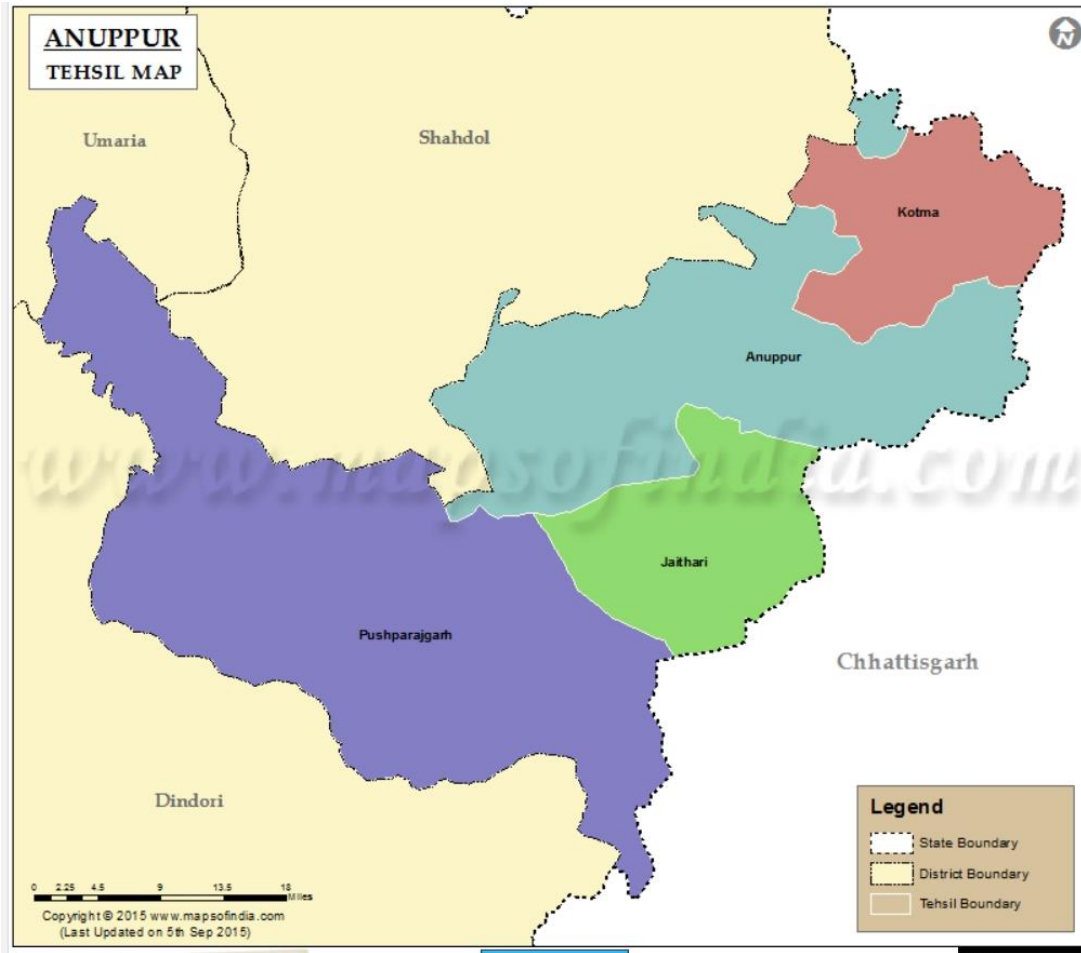 ANUPPUR
TEHSIL MAP
N
Umaria
Shahdol
Kotma
Anuppur
www.mapsofindia.com
Jaithari
Pushparajgarh
Chhattisgarh
Dindori
Legend
State Boundary
District Boundary
Tehsil Boundary
0 2.25 4.5 9 13.5 18
Miles
Copyright © 2015 www.mapsofindia.com
(Last Updated on 5th Sep 2015)